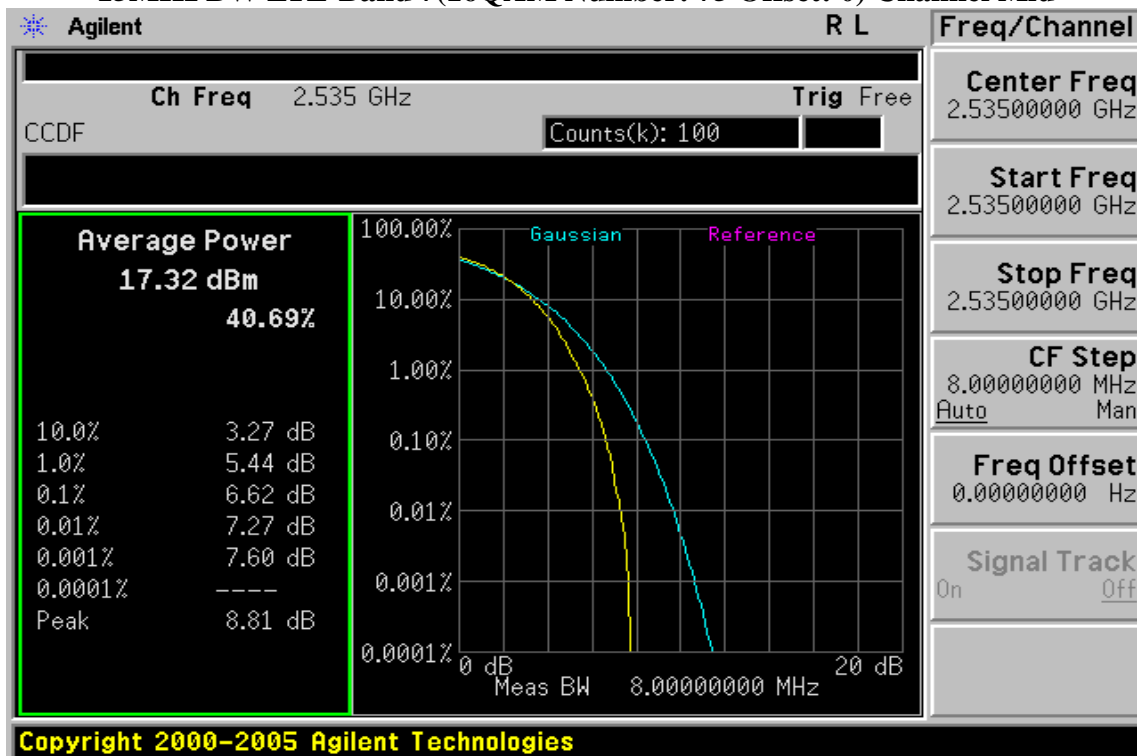 Agilent R L Freq/Channel
Ch Freq 2.535 GHz Trig Free
CCDF Counts(k): 100
Center Freq
2.53500000 GHz
Start Freq
2.53500000 GHz
Stop Freq
2.53500000 GHz
CF Step
8.00000000 MHz
Auto Man
Freq Offset
0.00000000 Hz
Signal Track
On Off
Average Power
17.32 dBm
40.69%
10.0% 3.27 dB
1.0% 5.44 dB
0.1% 6.62 dB
0.01% 7.27 dB
0.001% 7.60 dB
0.0001% ----
Peak 8.81 dB
Gaussian Reference
100.00%
10.00%
1.00%
0.10%
0.01%
0.001%
0.0001%
0 dB 20 dB
Meas BW 8.00000000 MHz
Copyright 2000-2005 Agilent Technologies